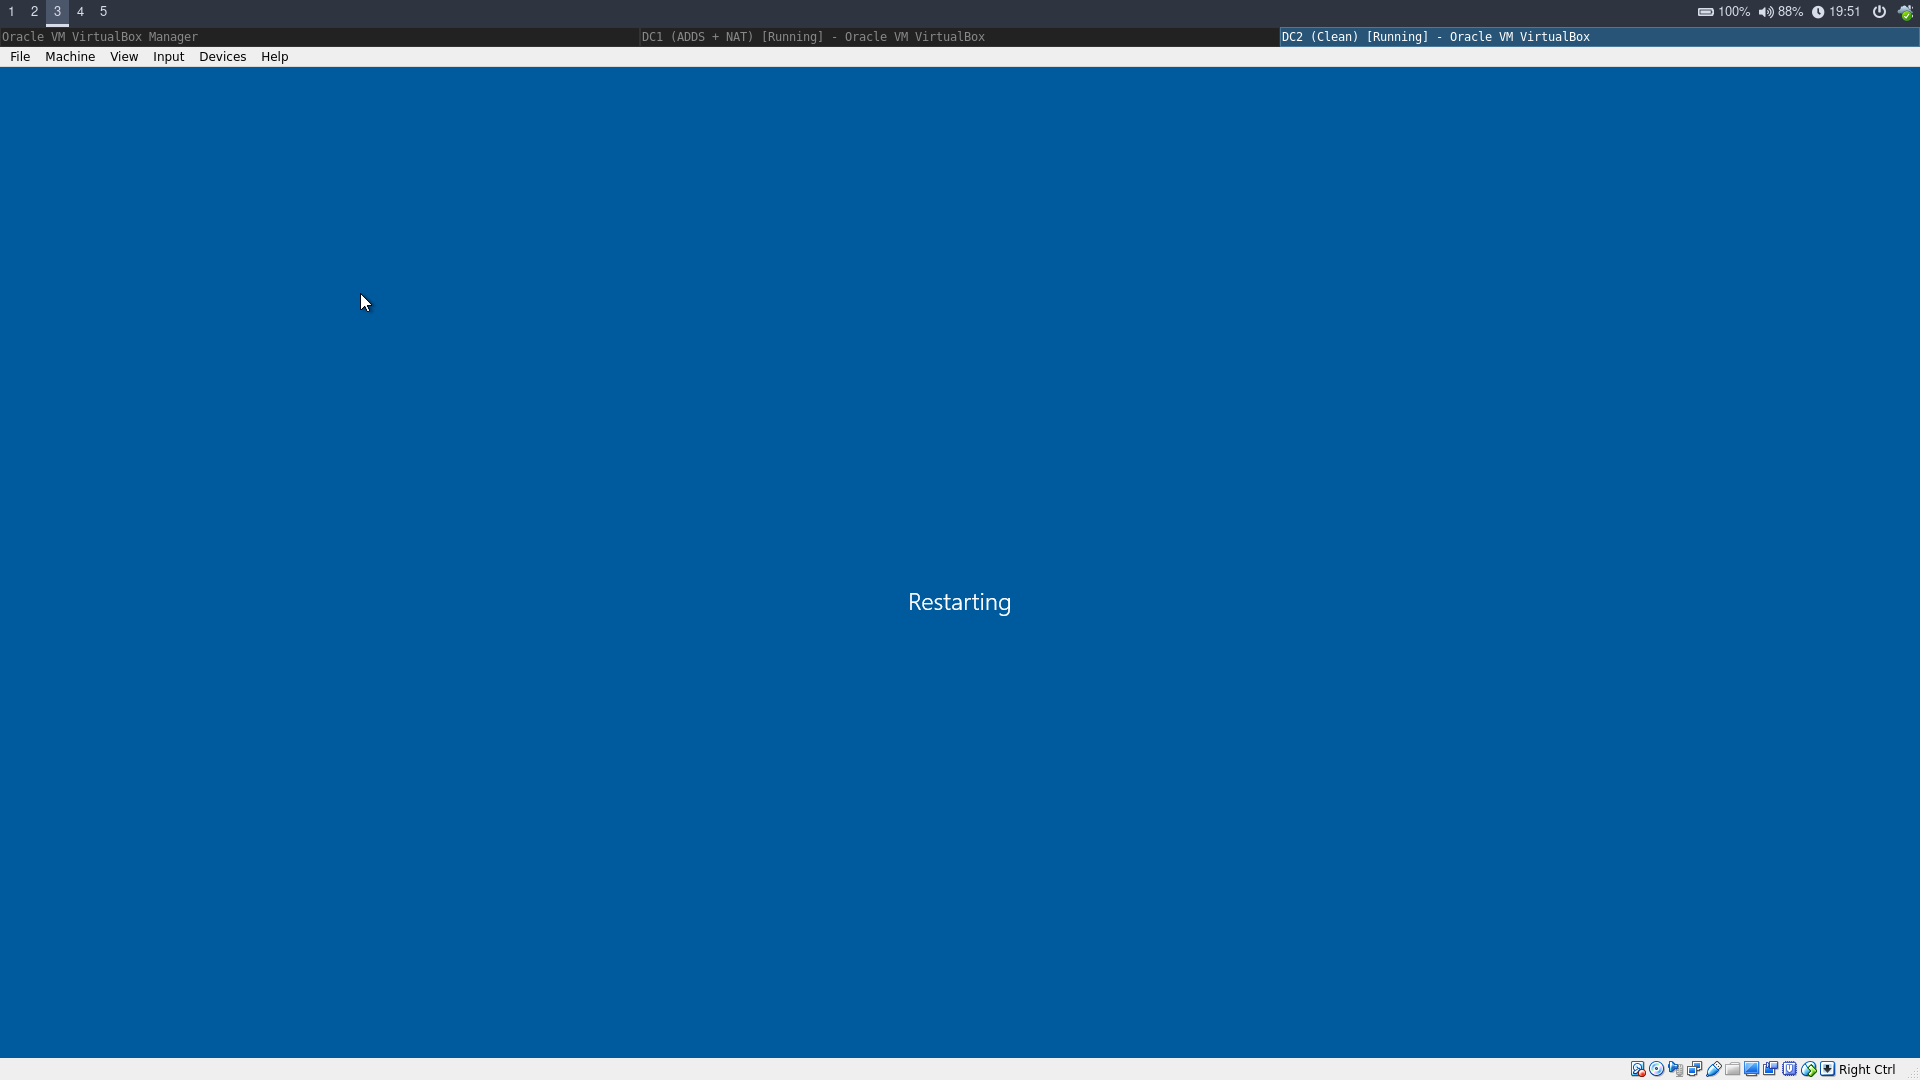 1 2 3 4 5 100% 88% 19:51
Oracle VM VirtualBox Manager DC1 (ADDS + NAT) [Running] - Oracle VM VirtualBox DC2 (Clean) [Running] - Oracle VM VirtualBox
File Machine View Input Devices Help
Restarting
Right Ctrl